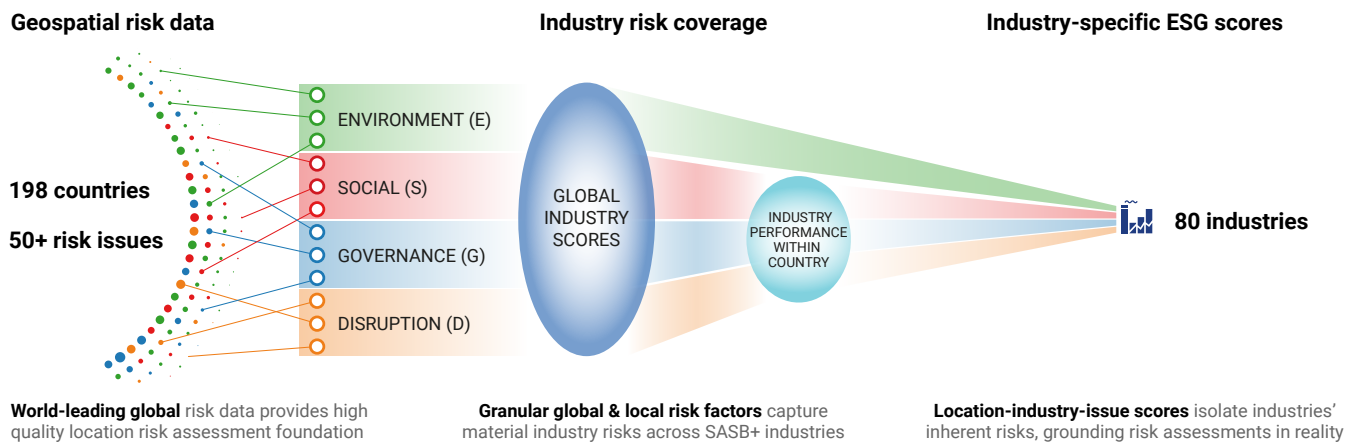 Geospatial risk data
Industry risk coverage
Industry-specific ESG scores
198 countries
50+ risk issues
ENVIRONMENT (E)
SOCIAL (S)
GOVERNANCE (G)
DISRUPTION (D)
GLOBAL
INDUSTRY
SCORES
INDUSTRY
PERFORMANCE
WITHIN
COUNTRY
80 industries
World-leading global risk data provides high
quality location risk assessment foundation
Granular global & local risk factors capture
material industry risks across SASB+ industries
Location-industry-issue scores isolate industries’
inherent risks, grounding risk assessments in reality